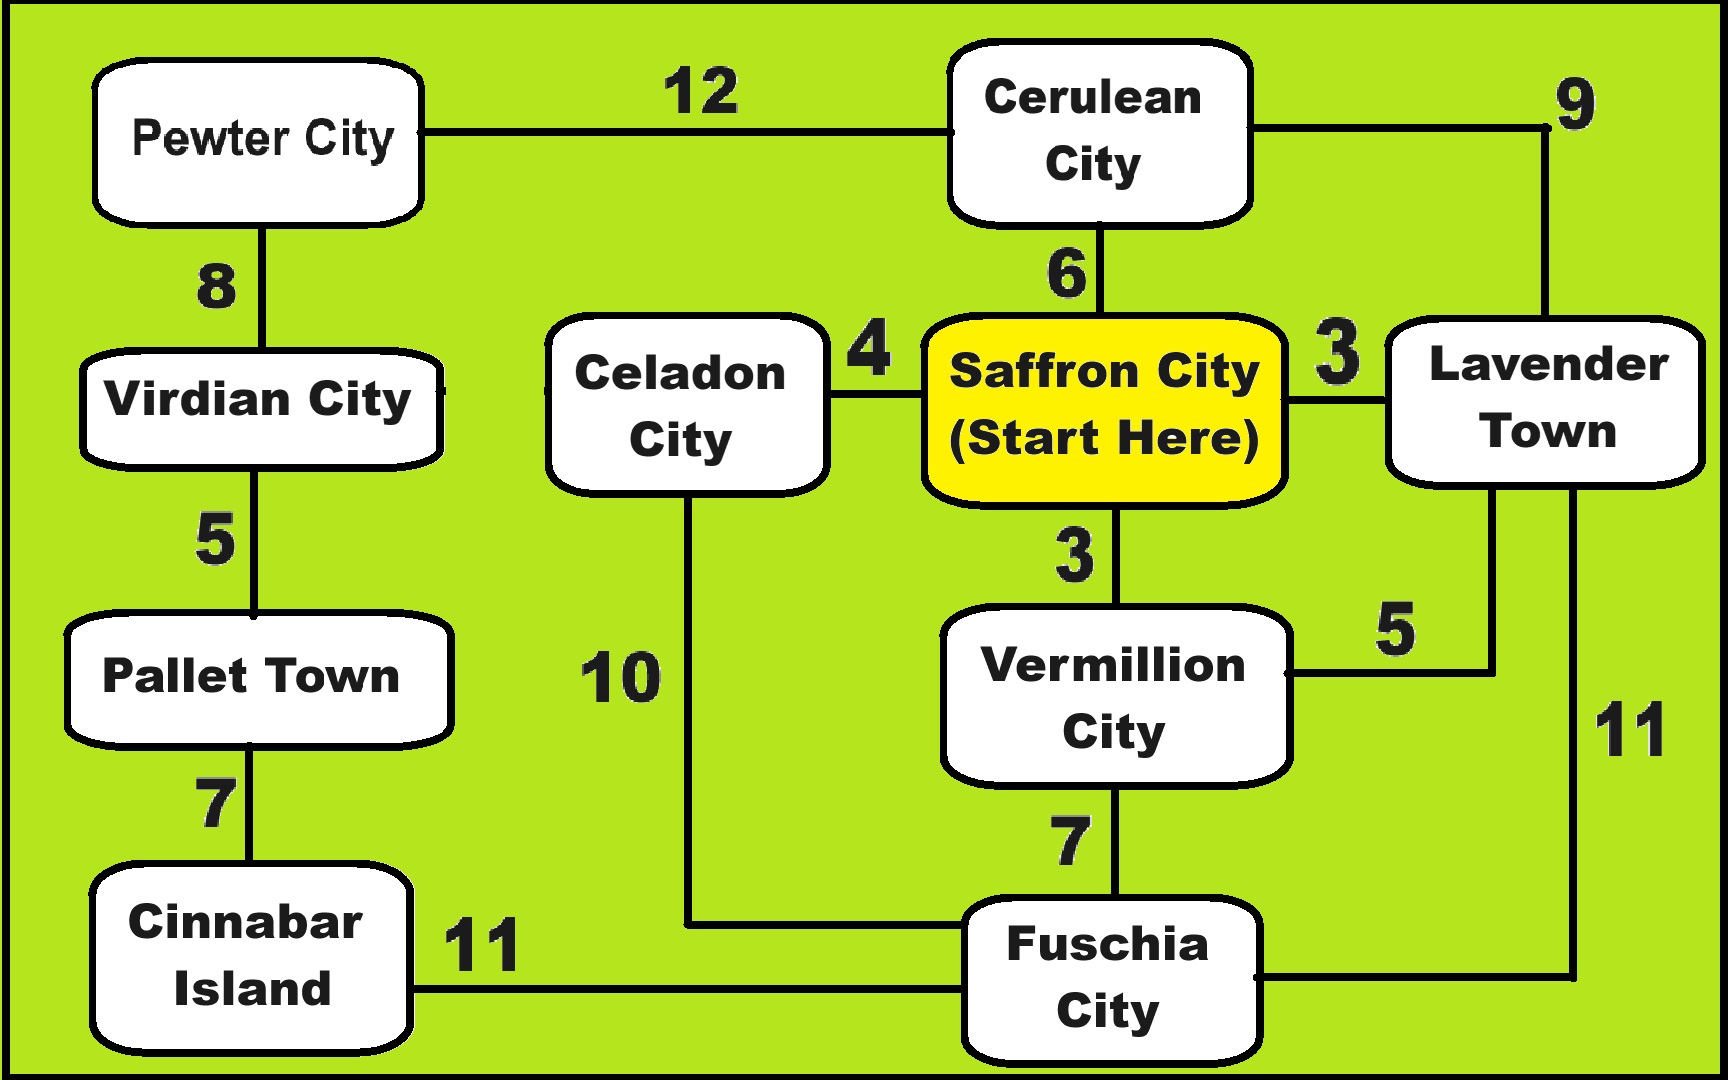 12
9
Pewter City
Cerulean
City
8
6
Celadon
City
4
Saffron City
(Start Here)
3
Lavender
Town
Virdian City
5
3
5
Pallet Town
10
Vermillion
City
11
7
7
Cinnabar
Island
11
Fuschia
City